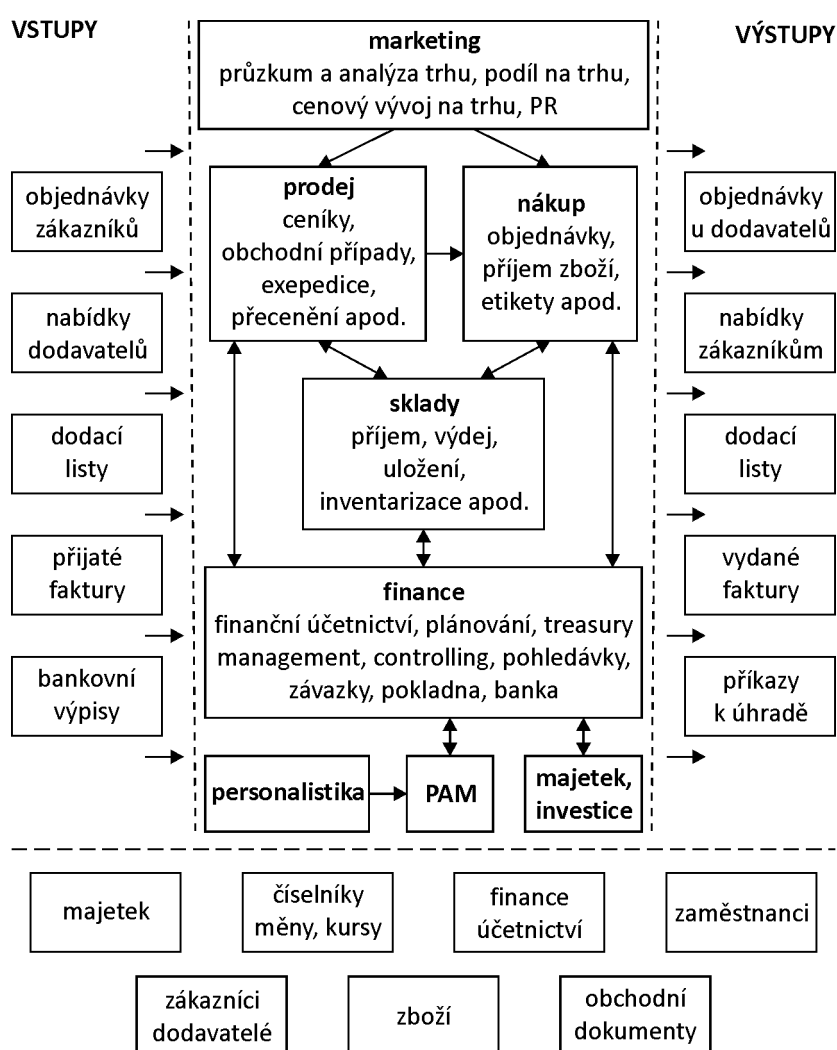 VSTUPY
VÝSTUPY
marketing
průzkum a analýza trhu, podíl na trhu,
cenový vývoj na trhu, PR
objednávky
zákazníků
nabídky
dodavatelů
dodací
listy
přijaté
faktury
bankovní
výpisy
prodej
ceníky,
obchodní případy,
exepedice,
přecenění apod.
nákup
objednávky,
příjem zboží,
etikety apod.
sklady
příjem, výdej,
uložení,
inventarizace apod.
finance
finanční účetnictví, plánování, treasury
management, controlling, pohledávky,
závazky, pokladna, banka
personalistika
PAM
majetek,
investice
objednávky
u dodavatelů
nabídky
zákazníkům
dodací
listy
vydané
faktury
příkazy
k úhradě
majetek
číselníky
měny, kursy
finance
účetnictví
zaměstnanci
zákazníci
dodavatelé
zboží
obchodní
dokumenty